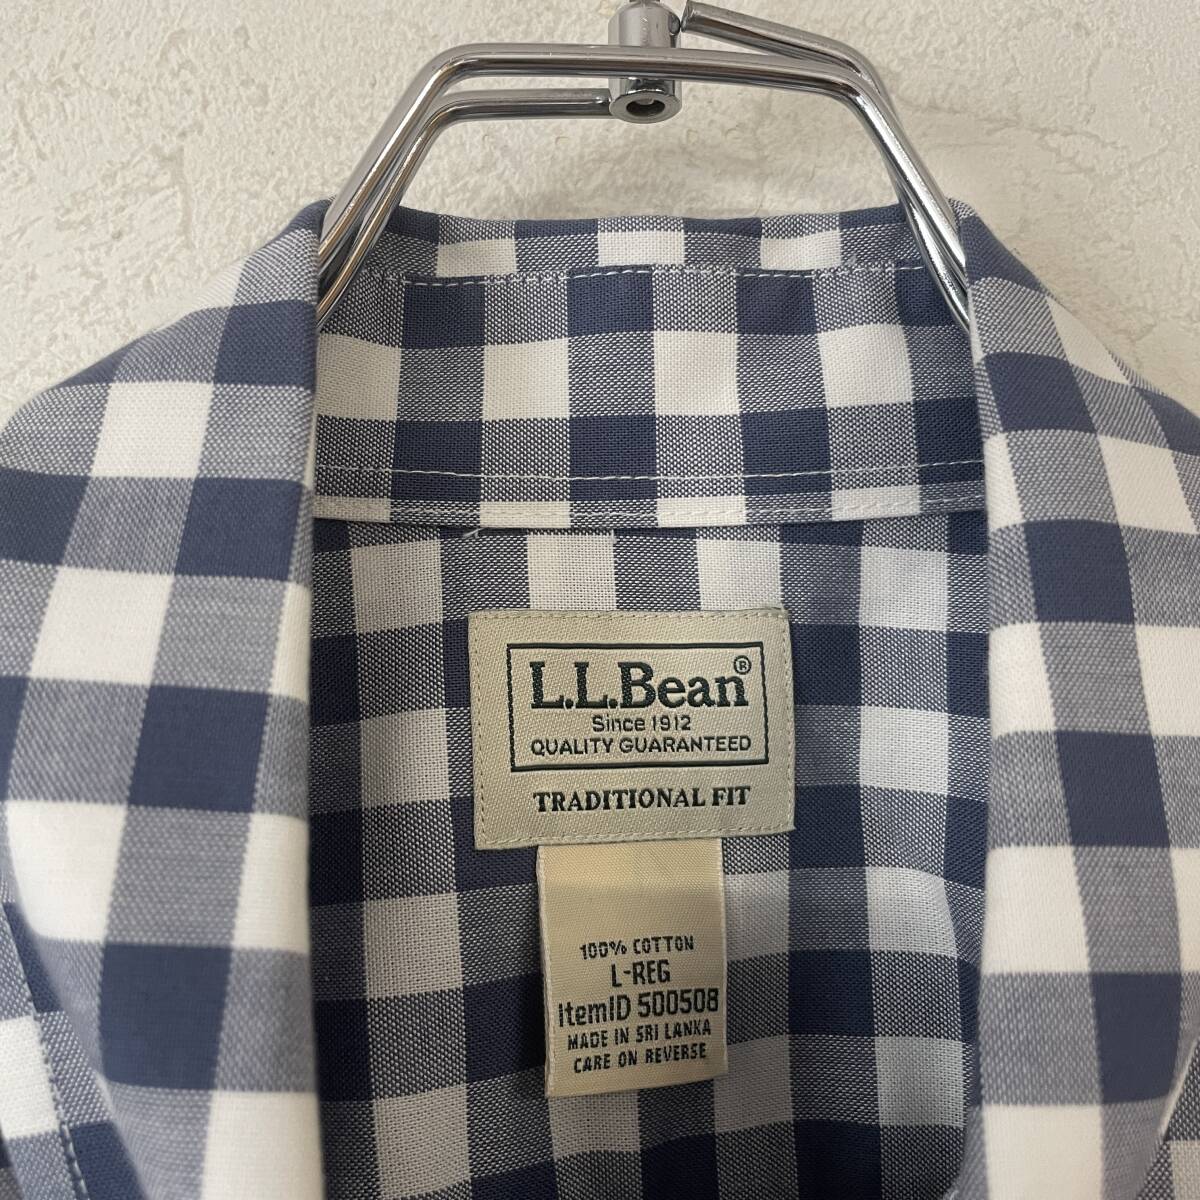 L.L.Bean®
Since 1912
QUALITY GUARANTEED
TRADITIONAL FIT
100% COTTON
L-REG
ItemID 500508
MADE IN SRI LANKA
CARE ON REVERSE